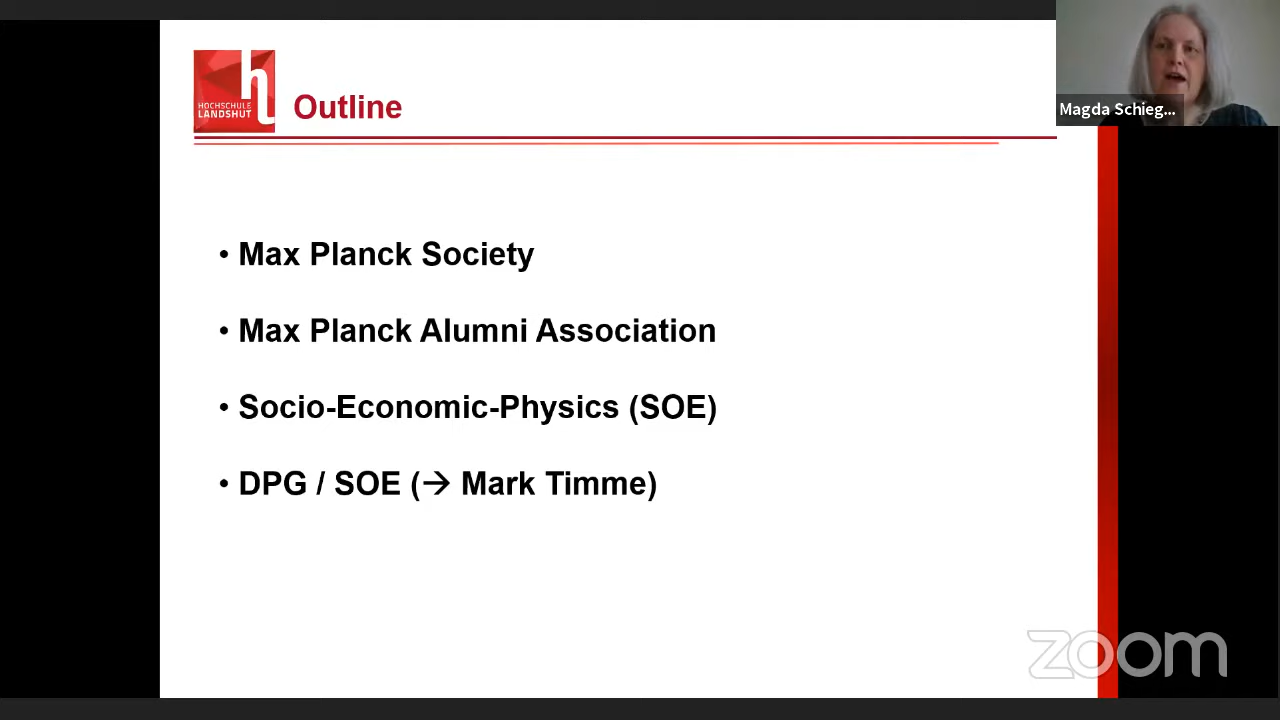 HOCHSCHULE
LANDSHUT
Outline
Magda Schieg...
• Max Planck Society
• Max Planck Alumni Association
• Socio-Economic-Physics (SOE)
• DPG / SOE (→ Mark Timme)
zoom